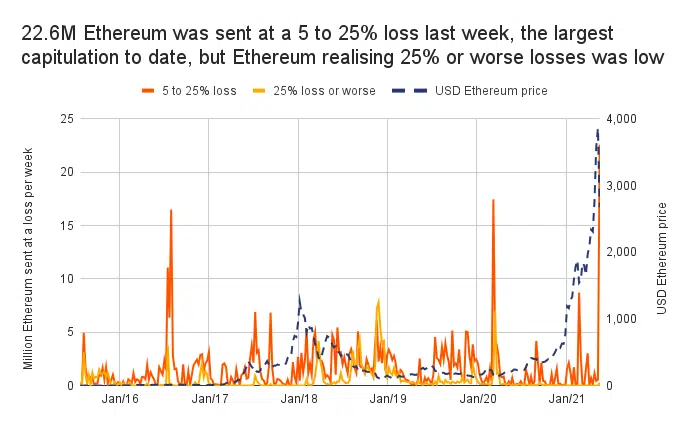 22.6M Ethereum was sent at a 5 to 25% loss last week, the largest
capitulation to date, but Ethereum realising 25% or worse losses was low
5 to 25% loss
25% loss or worse
USD Ethereum price
Million Ethereum sent at a loss per week
25
20
15
10
5
0
4,000
3,000
2,000
1,000
0
USD Ethereum price
Jan/16
Jan/17
Jan/18
Jan/19
Jan/20
Jan/21